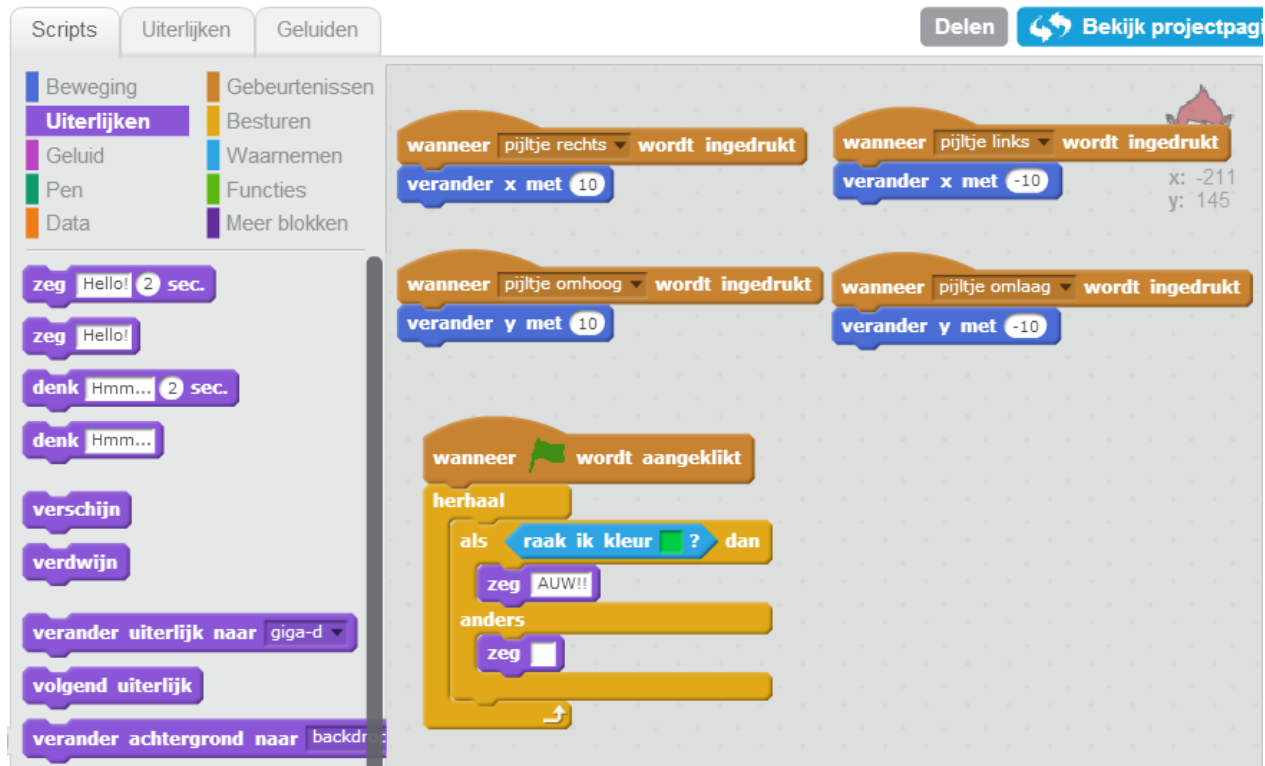 Scripts Uiterlijken Geluiden Delen Bekijk projectpagi
Beweging Gebeurtenissen
Uiterlijken Besturen
Geluid Waarnemen
Pen Functies
Data Meer blokken
zeg Hello! 2 sec.
zeg Hello!
denk Hmm... 2 sec.
denk Hmm...
verschijn
verdwijn
verander uiterlijk naar giga-d
volgend uiterlijk
verander achtergrond naar backdro
wanneer pijltje rechts wordt ingedrukt
verander x met 10
wanneer pijltje links wordt ingedrukt
verander x met -10
x: -211
y: 145
wanneer pijltje omhoog wordt ingedrukt
verander y met 10
wanneer pijltje omlaag wordt ingedrukt
verander y met -10
wanneer wordt aangeklikt
herhaal
als raak ik kleur ? dan
zeg AUW!!
anders
zeg